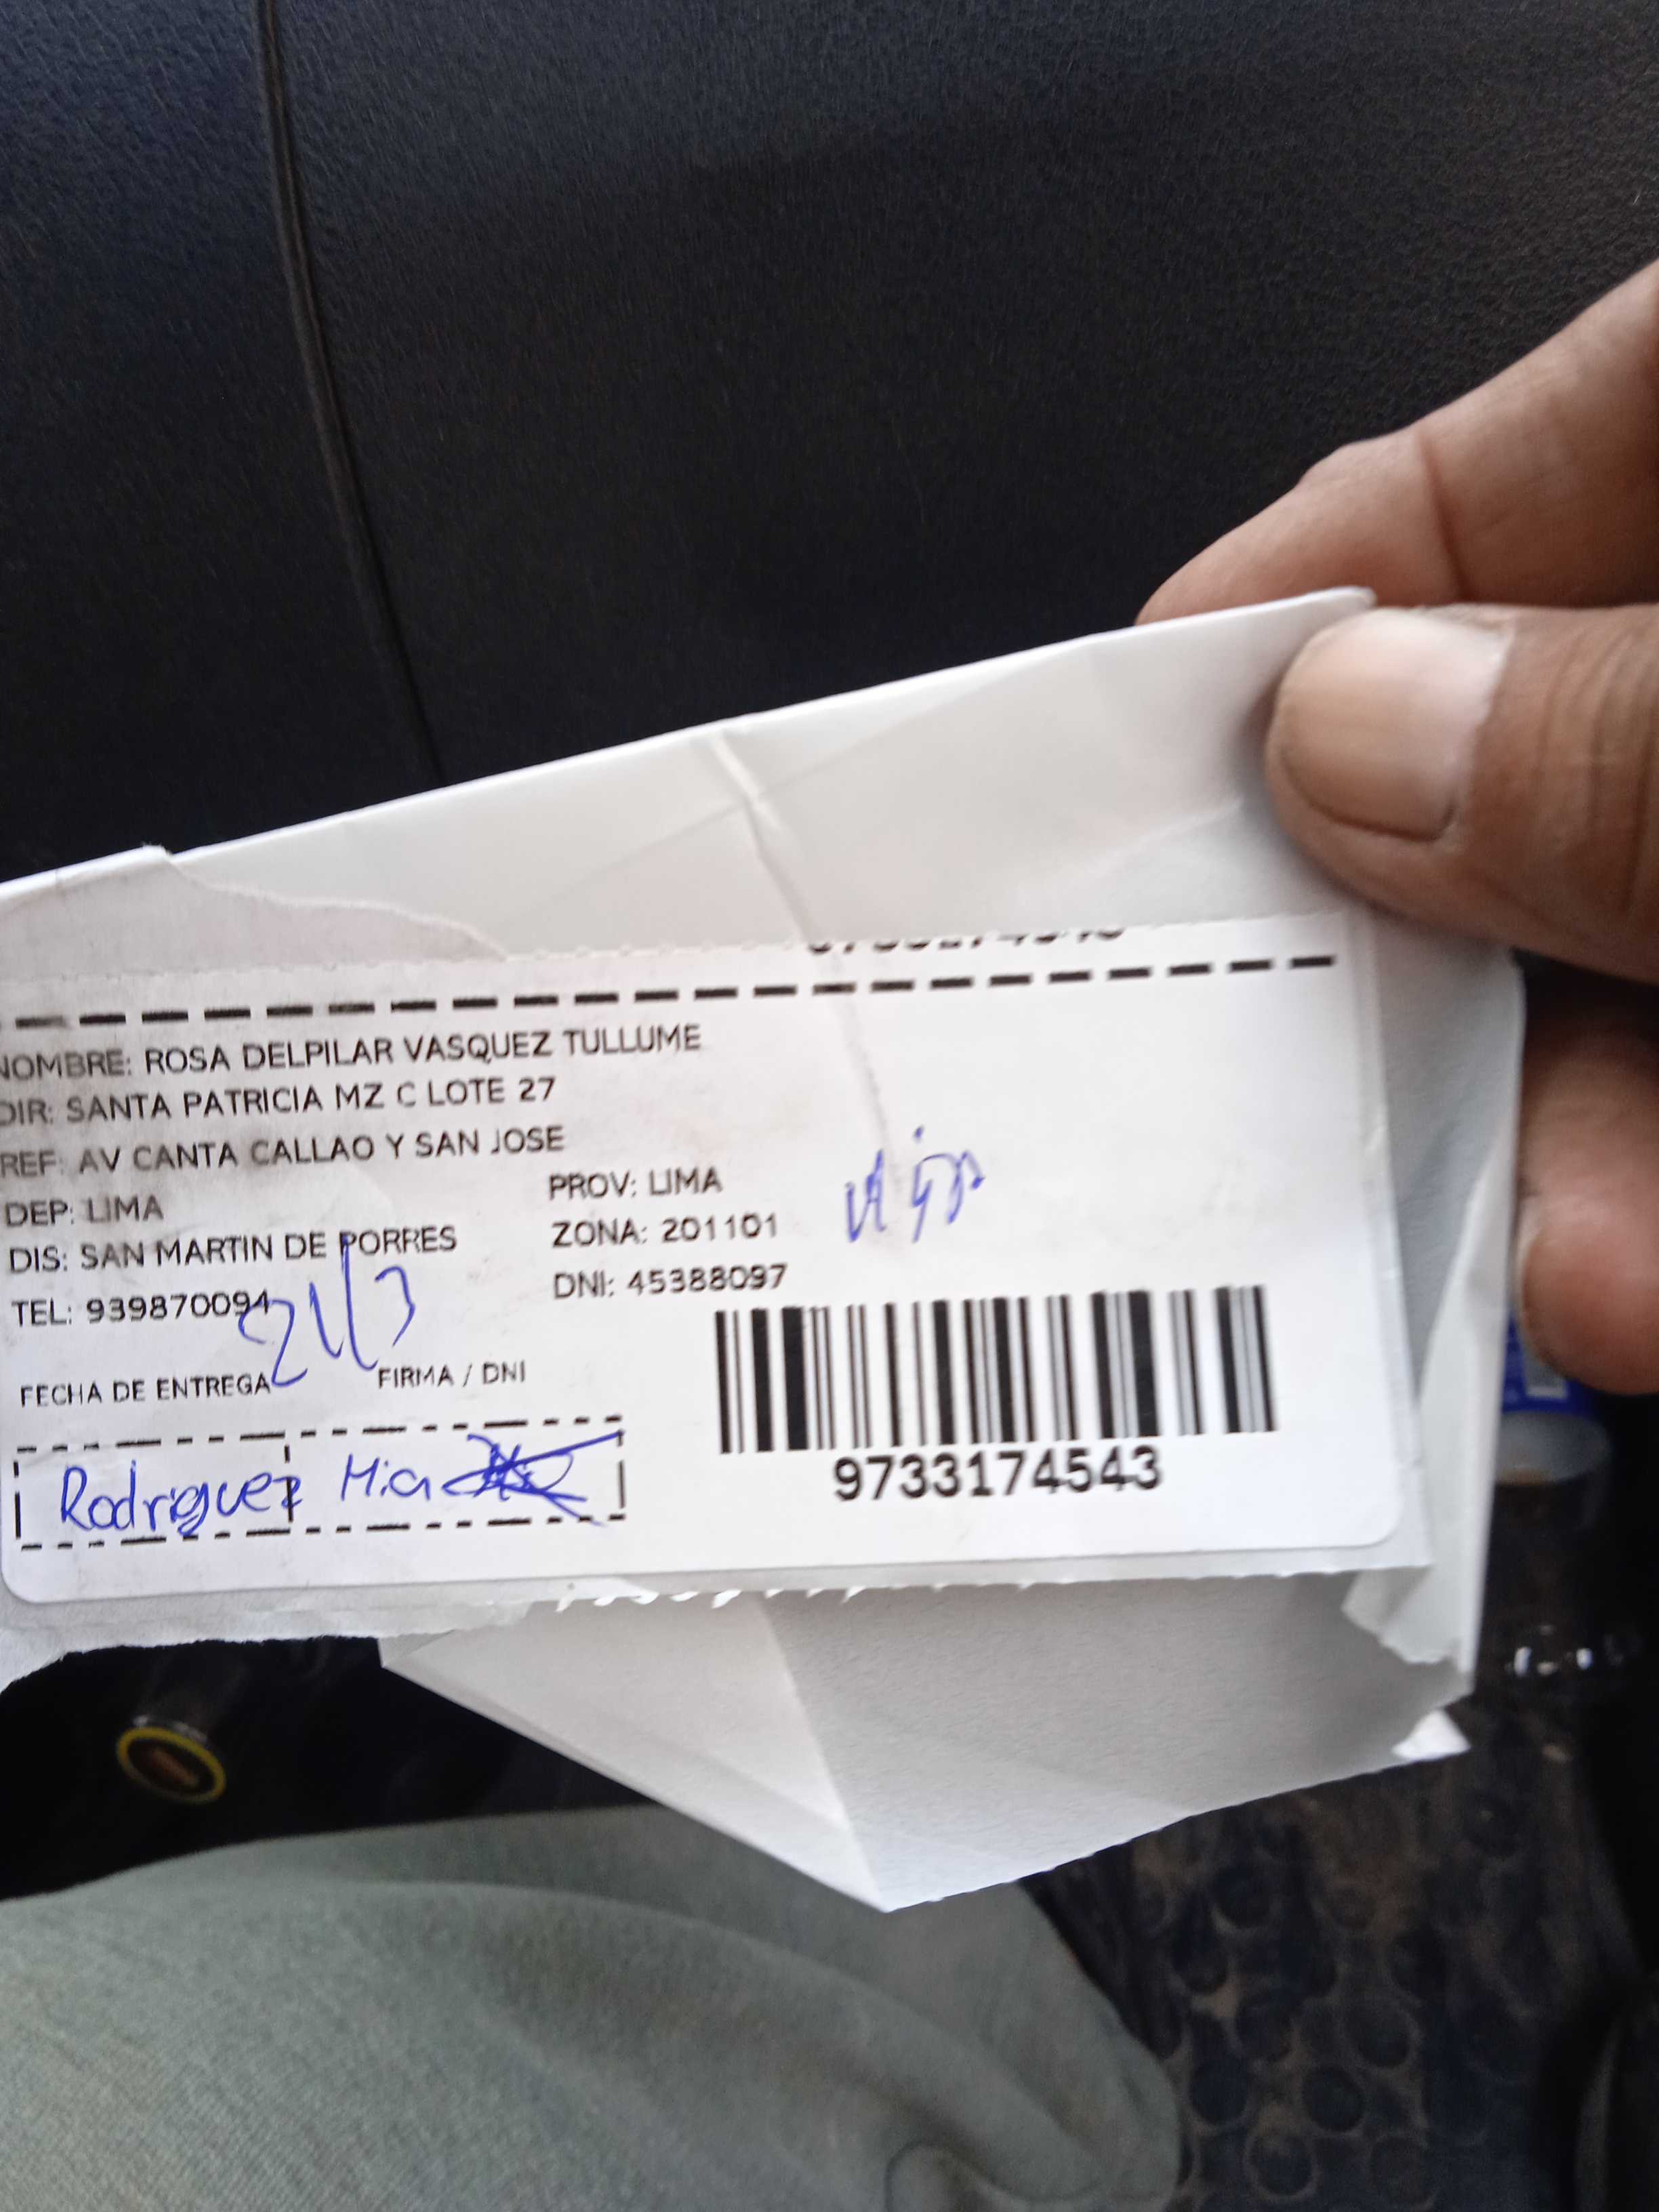 NOMBRE: ROSA DELPILAR VASQUEZ TULLUME
DIR: SANTA PATRICIA MZ C LOTE 27
REF: AV CANTA CALLAO Y SAN JOSE
DEP: LIMA PROV: LIMA
DIS: SAN MARTIN DE PORRES ZONA: 201101
TEL: 939870094 DNI: 45388097
21/3
FECHA DE ENTREGA FIRMA / DNI
Rodriguez Mia
9733174543